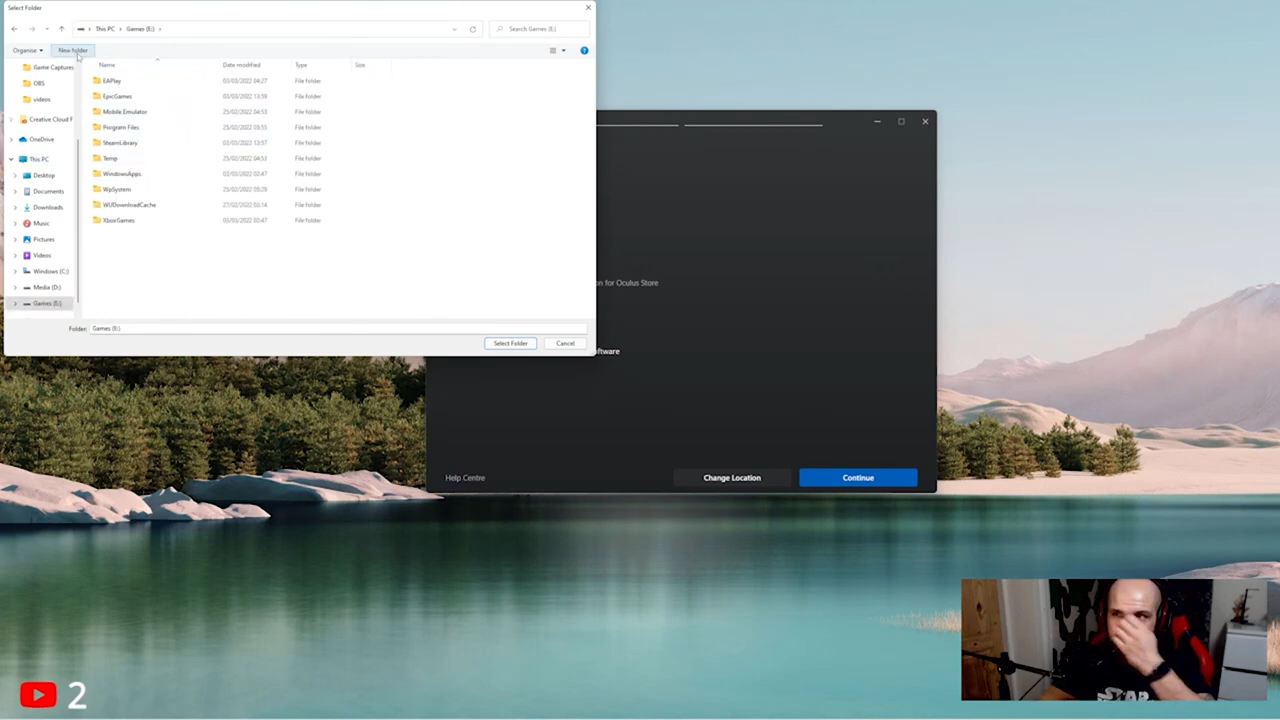 Select Folder
This PC
Games (E:)
Search Games (E:)
Organise
New folder
Name
Date modified
Type
Size
Game Captures
OBS
videos
Creative Cloud F
OneDrive
This PC
Desktop
Documents
Downloads
Music
Pictures
Videos
Windows (C:)
Media (D:)
Games (E:)
EAPlay 03/03/2022 04:27 File folder
EpicGames 03/03/2022 13:59 File folder
Mobile Emulator 25/02/2022 04:53 File folder
Program Files 25/02/2022 05:55 File folder
SteamLibrary 03/03/2022 13:57 File folder
Temp 25/02/2022 04:53 File folder
WindowsApps 03/03/2022 02:47 File folder
WpSystem 25/02/2022 05:28 File folder
WUDownloadCache 27/02/2022 03:14 File folder
XboxGames 03/03/2022 02:47 File folder
Folder: Games (E:)
Select Folder
Cancel
on for Oculus Store
oftware
Help Centre
Change Location
Continue
2
STAR